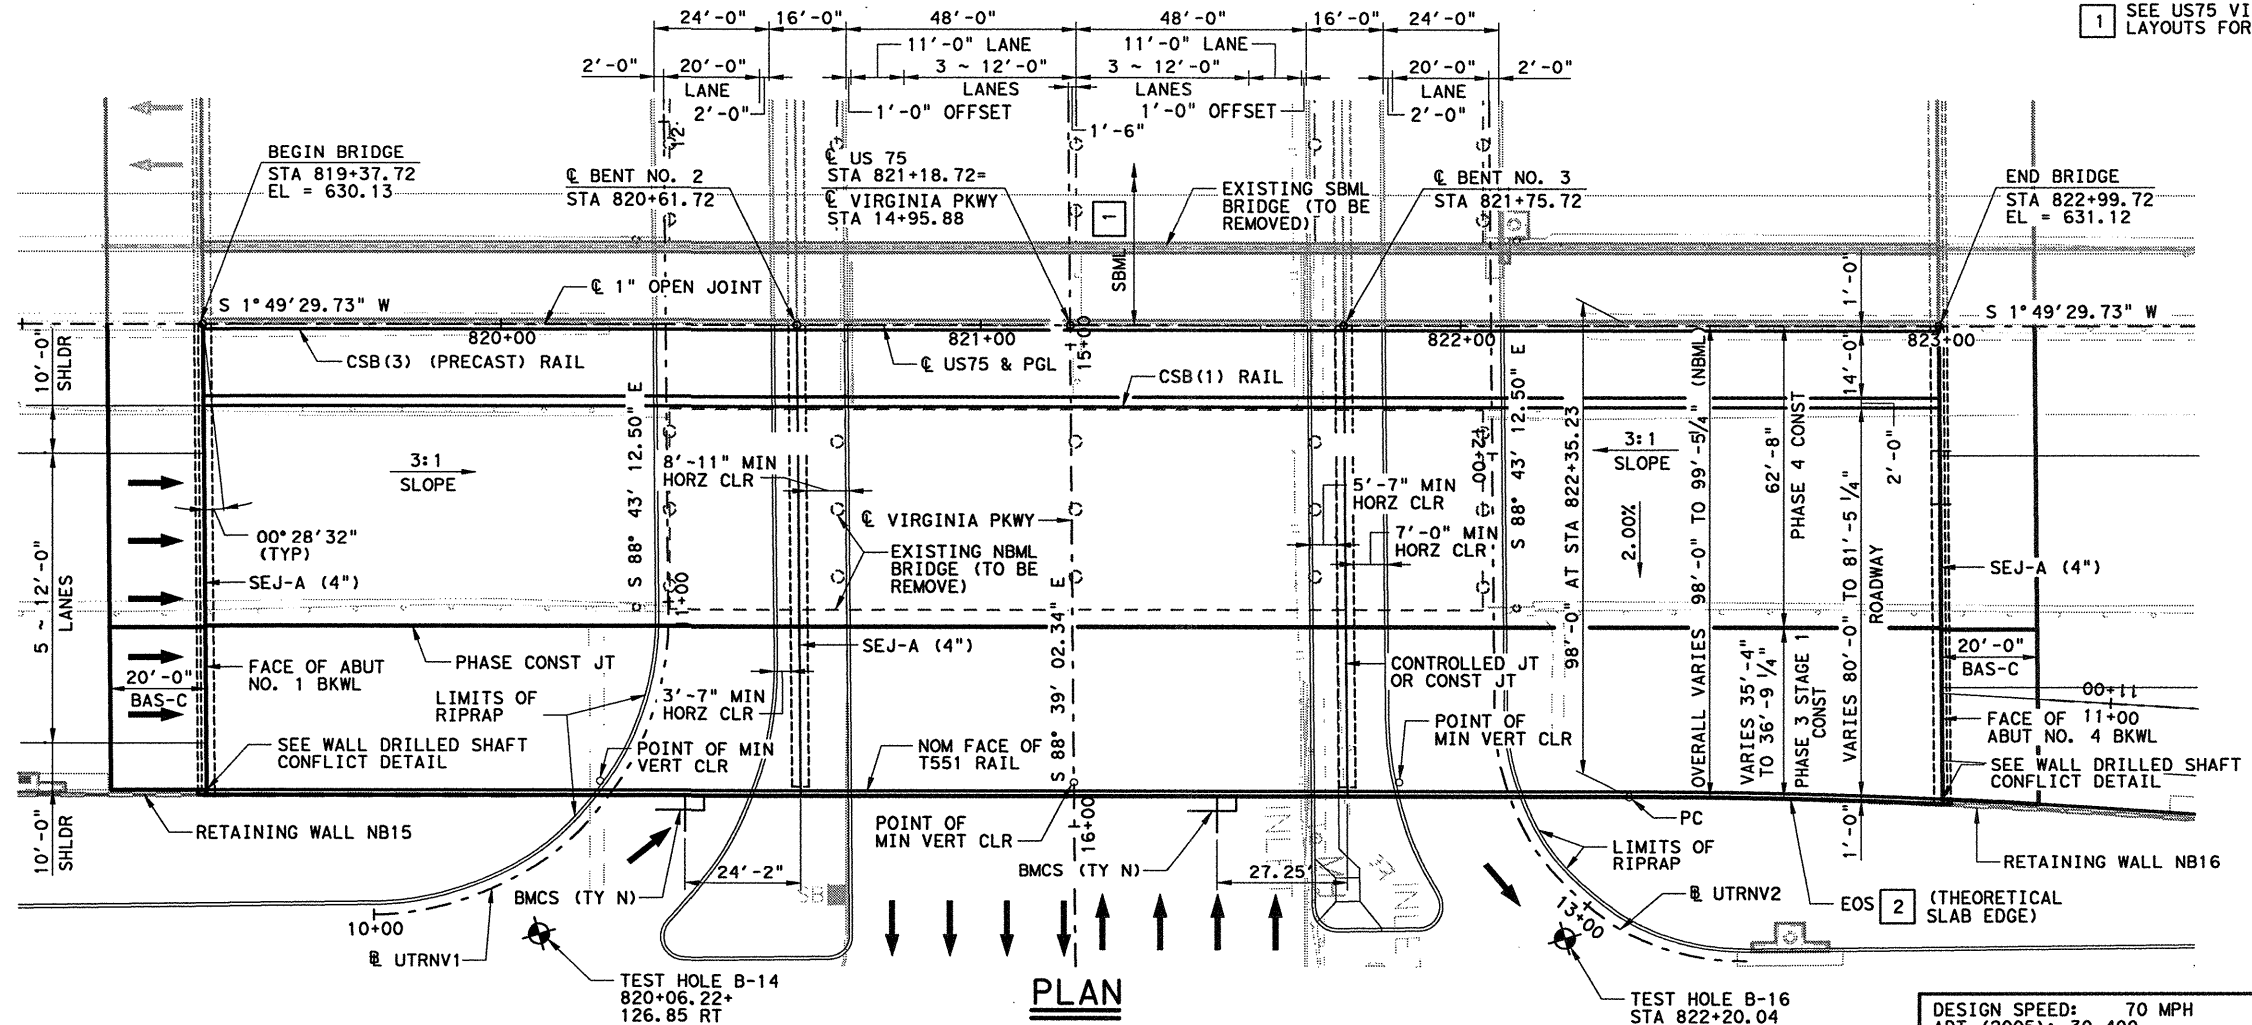 24'-0" 16'-0" 48'-0" 48'-0" 16'-0" 24'-0"
1 SEE US75 VI
LAYOUTS FOR
11'-0" LANE 11'-0" LANE
2'-0" 20'-0" 3 ~ 12'-0" 3 ~ 12'-0" 20'-0" 2'-0"
LANE LANES LANES LANE
2'-0" 1'-0" OFFSET 1'-0" OFFSET 2'-0"
1'-6"
BEGIN BRIDGE
STA 819+37.72
EL = 630.13
℄ BENT NO. 2
STA 820+61.72
℄ US 75
STA 821+18.72=
℄ VIRGINIA PKWY
STA 14+95.88
1
SBML
EXISTING SBML
BRIDGE (TO BE
REMOVED)
℄ BENT NO. 3
STA 821+75.72
END BRIDGE
STA 822+99.72
EL = 631.12
S 1°49'29.73" W
℄ 1" OPEN JOINT
S 1°49'29.73" W
820+00
821+00
15+00
822+00
823+00
CSB(3) (PRECAST) RAIL
℄ US75 & PGL
CSB(1) RAIL
10'-0"
SHLDR
5 ~ 12'-0"
LANES
10'-0"
SHLDR
3:1
SLOPE
S 88° 43' 12.50" E
8'-11" MIN
HORZ CLR
℄ VIRGINIA PKWY
EXISTING NBML
BRIDGE (TO BE
REMOVE)
00°28'32"
(TYP)
SEJ-A (4")
11+00
5'-7" MIN
HORZ CLR
7'-0" MIN
HORZ CLR
12+00
S 88° 43' 12.50" E
98'-0" AT STA 822+35.23
3:1
SLOPE
2.00%
OVERALL VARIES 98'-0" TO 99'-5¼" (NBML)
62'-8"
PHASE 4 CONST
VARIES 35'-4"
TO 36'-9 ¼"
PHASE 3 STAGE 1
CONST
1'-0"
14'-0"
2'-0"
VARIES 80'-0" TO 81'-5 ¼"
ROADWAY
1'-0"
SEJ-A (4")
20'-0"
BAS-C
FACE OF ABUT
NO. 1 BKWL
PHASE CONST JT
LIMITS OF
RIPRAP
3'-7" MIN
HORZ CLR
SEJ-A (4")
S 88° 39' 02.34" E
CONTROLLED JT
OR CONST JT
20'-0"
BAS-C
11+00
11+00
FACE OF
ABUT NO. 4 BKWL
SEE WALL DRILLED SHAFT
CONFLICT DETAIL
POINT OF MIN
VERT CLR
NOM FACE OF
T551 RAIL
POINT OF
MIN VERT CLR
SEE WALL DRILLED SHAFT
CONFLICT DETAIL
RETAINING WALL NB15
POINT OF
MIN VERT CLR
16+00
PC
LIMITS OF
RIPRAP
RETAINING WALL NB16
BMCS (TY N)
24'-2"
SB
BMCS (TY N)
27.25'
INLET
INLE
EOS 2 (THEORETICAL
SLAB EDGE)
10+00
℄ UTRNV1
13+00
℄ UTRNV2
TEST HOLE B-14
820+06.22+
126.85 RT
PLAN
TEST HOLE B-16
STA 822+20.04
DESIGN SPEED: 70 MPH